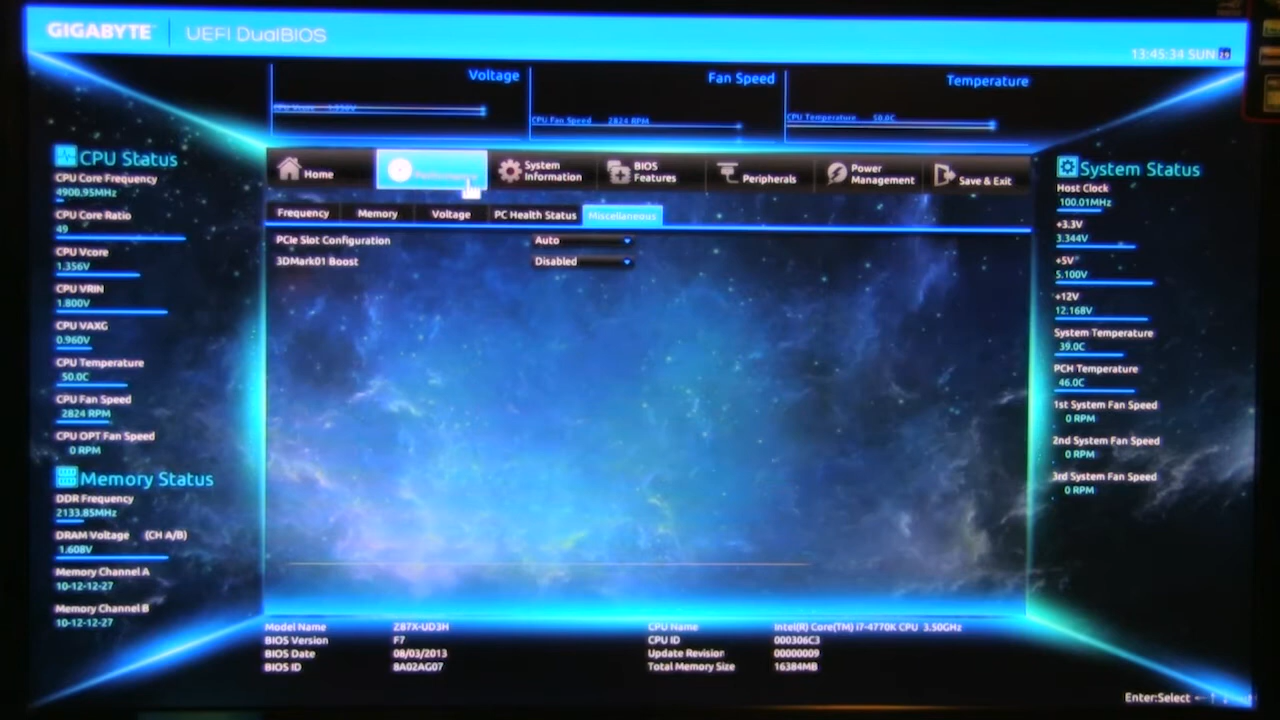 GIGABYTE UEFI DualBIOS
13:45:34 SUN 29
Voltage
Fan Speed
Temperature
CPU Vcore 1.356V
CPU Fan Speed 2824 RPM
CPU Temperature 50.0C
Home
Performance
System Information
BIOS Features
Peripherals
Power Management
Save & Exit
Frequency Memory Voltage PC Health Status Miscellaneous
PCIe Slot Configuration Auto
3DMark01 Boost Disabled
CPU Status
CPU Core Frequency
4900.95MHz
CPU Core Ratio
49
CPU Vcore
1.356V
CPU VRIN
1.800V
CPU VAXG
0.960V
CPU Temperature
50.0C
CPU Fan Speed
2824 RPM
CPU OPT Fan Speed
0 RPM
Memory Status
DDR Frequency
2133.85MHz
DRAM Voltage (CH A/B)
1.608V
Memory Channel A
10-12-12-27
Memory Channel B
10-12-12-27
System Status
Host Clock
100.01MHz
+3.3V
3.344V
+5V
5.100V
+12V
12.168V
System Temperature
39.0C
PCH Temperature
46.0C
1st System Fan Speed
0 RPM
2nd System Fan Speed
0 RPM
3rd System Fan Speed
0 RPM
Model Name Z87X-UD3H
BIOS Version F7
BIOS Date 08/03/2013
BIOS ID 8A02AG07
CPU Name Intel(R) Core(TM) i7-4770K CPU 3.50GHz
CPU ID 000306C3
Update Revision 00000009
Total Memory Size 16384MB
Enter:Select